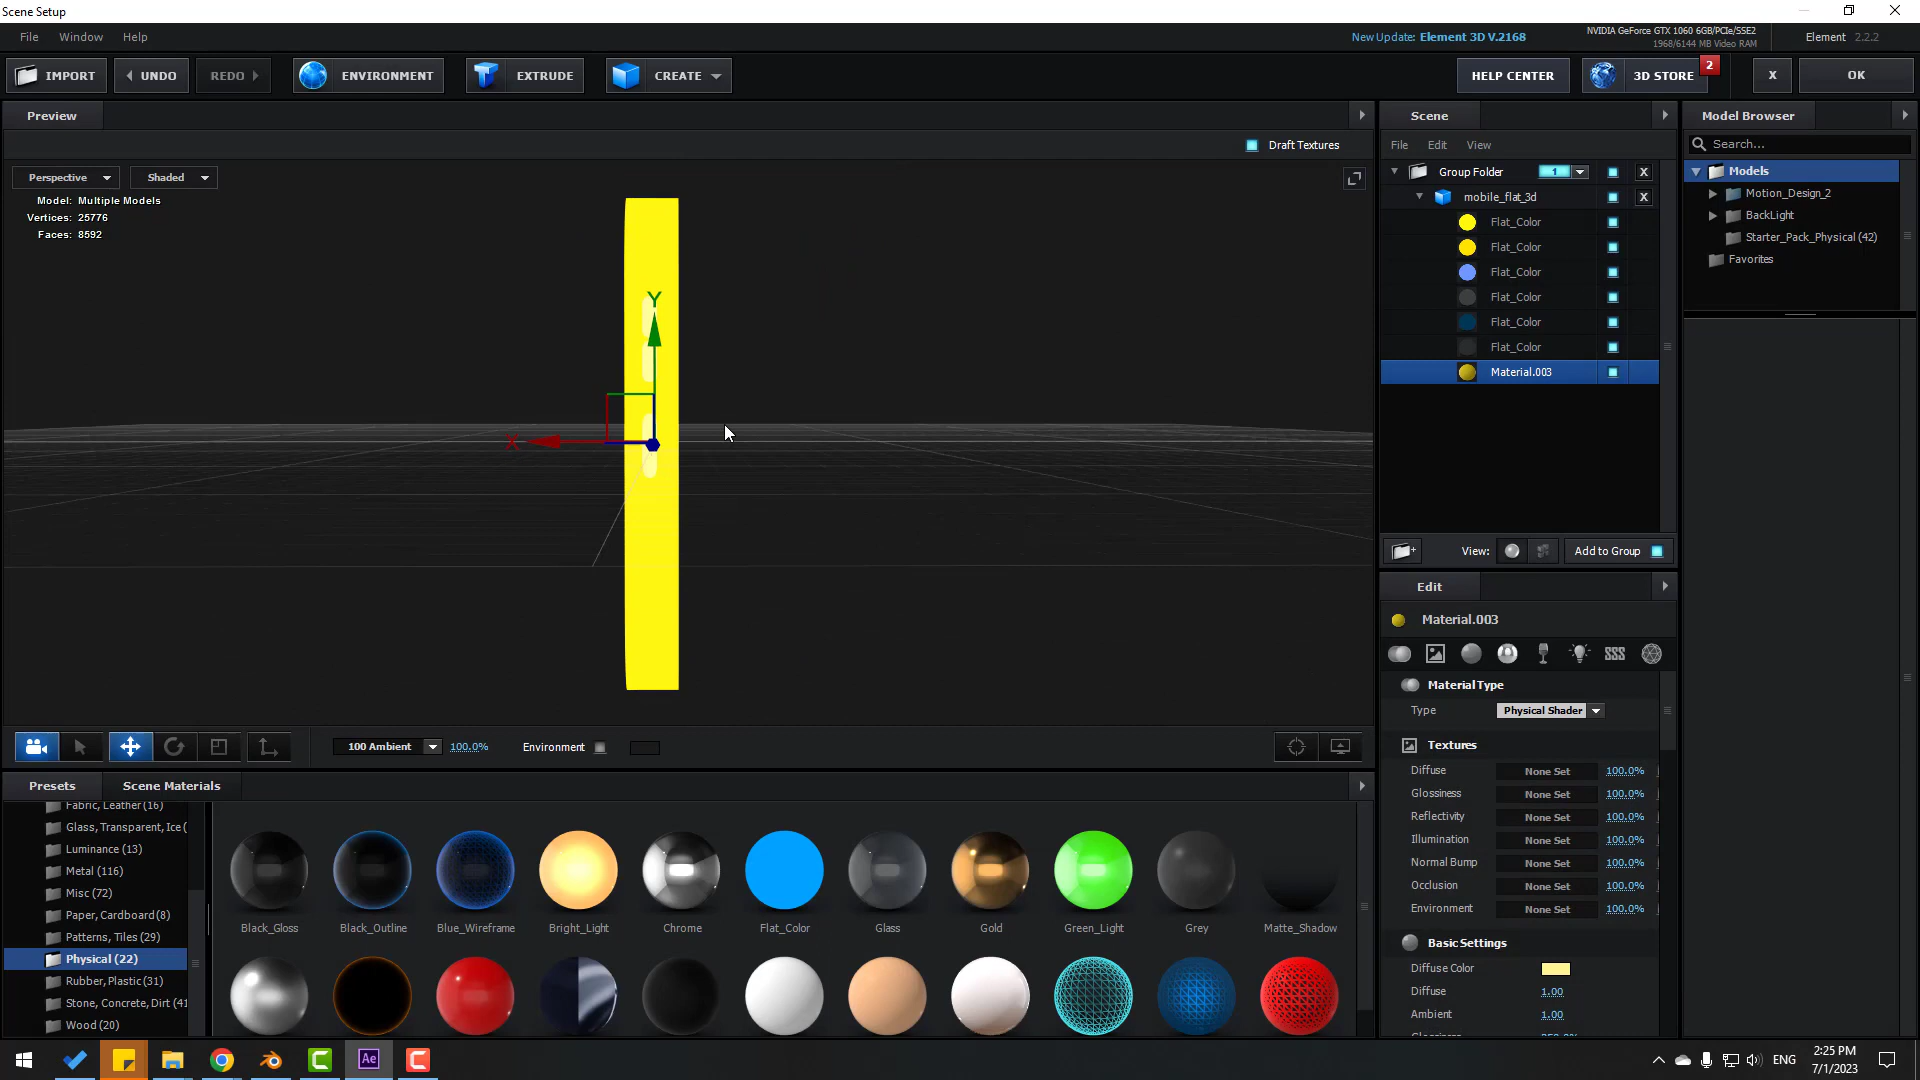 Scene Setup
File Window Help
New Update: Element 3D V.2168
NVIDIA GeForce GTX 1060 6GB/PCIe/SSE2
1968/6144 MB Video RAM
Element 2.2.2
IMPORT UNDO REDO ENVIRONMENT EXTRUDE CREATE HELP CENTER 3D STORE 2 X OK
Preview
Draft Textures
Perspective Shaded
Model: Multiple Models
Vertices: 25776
Faces: 8592
Y
X
100 Ambient 100.0% Environment
Scene
File Edit View
Group Folder 1 X
mobile_flat_3d X
Flat_Color
Flat_Color
Flat_Color
Flat_Color
Flat_Color
Flat_Color
Material.003
View: Add to Group
Model Browser
Search...
Models
Motion_Design_2
BackLight
Starter_Pack_Physical (42)
Favorites
Edit
Material.003
Material Type
Type Physical Shader
Textures
Diffuse None Set 100.0%
Glossiness None Set 100.0%
Reflectivity None Set 100.0%
Illumination None Set 100.0%
Normal Bump None Set 100.0%
Occlusion None Set 100.0%
Environment None Set 100.0%
Basic Settings
Diffuse Color
Diffuse 1.00
Ambient 1.00
Presets Scene Materials
Fabric, Leather (16)
Glass, Transparent, Ice (
Luminance (13)
Metal (116)
Misc (72)
Paper, Cardboard (8)
Patterns, Tiles (29)
Physical (22)
Rubber, Plastic (31)
Stone, Concrete, Dirt (41
Wood (20)
Black_Gloss Black_Outline Blue_Wireframe Bright_Light Chrome Flat_Color Glass Gold Green_Light Grey Matte_Shadow
Ae
ENG
2:25 PM
7/1/2023